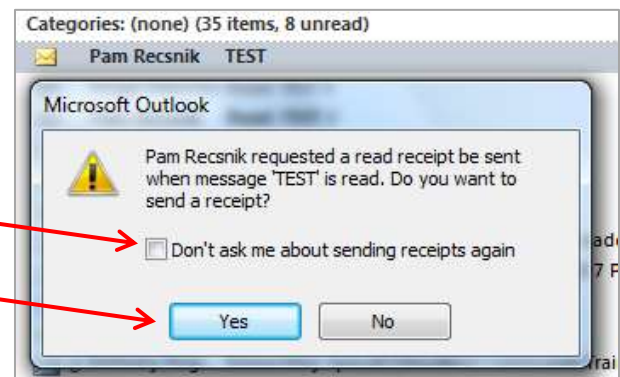 Categories: (none) (35 items, 8 unread)
Pam Recsnik TEST
Microsoft Outlook
Pam Recsnik requested a read receipt be sent
when message 'TEST' is read. Do you want to
send a receipt?
Don't ask me about sending receipts again
Yes No